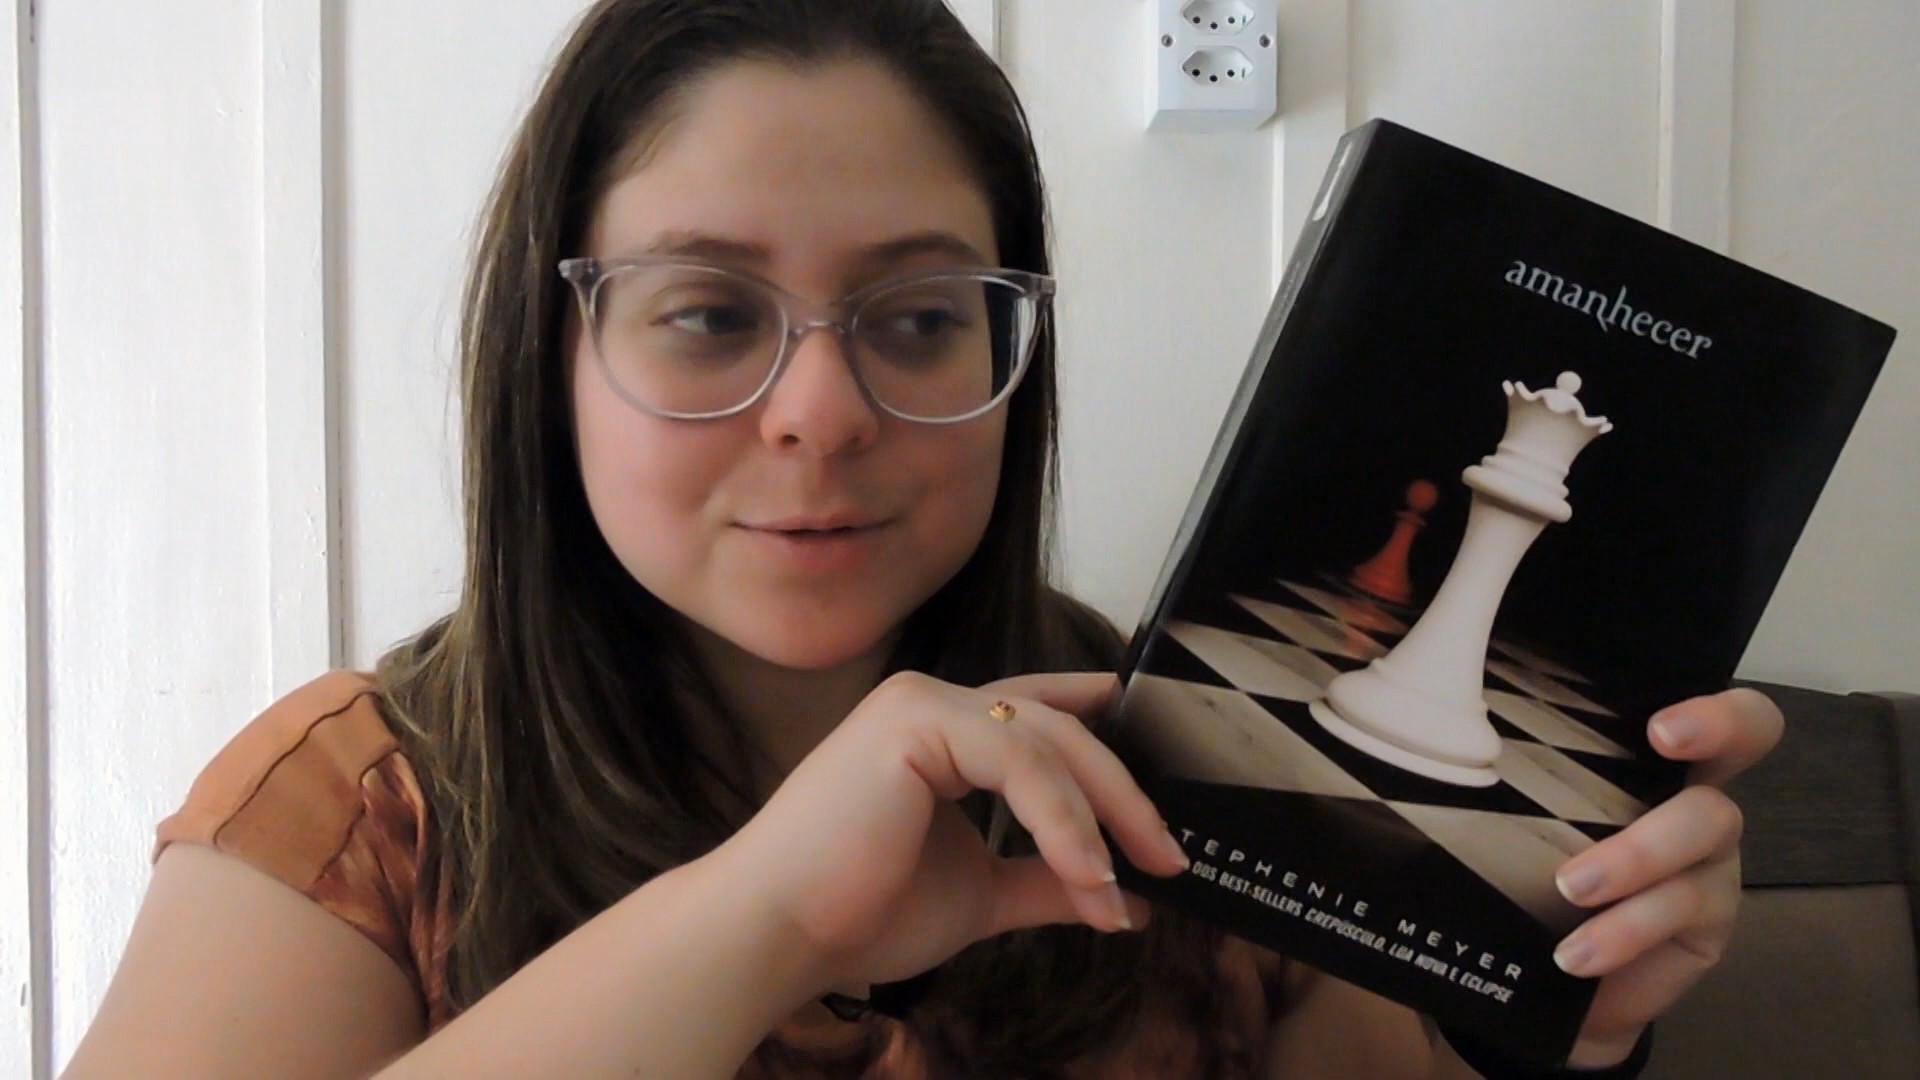 amanhecer
TEPHENIE MEYER
DOS BEST-SELLERS CREPÚSCULO, LUA NOVA E ECLIPSE